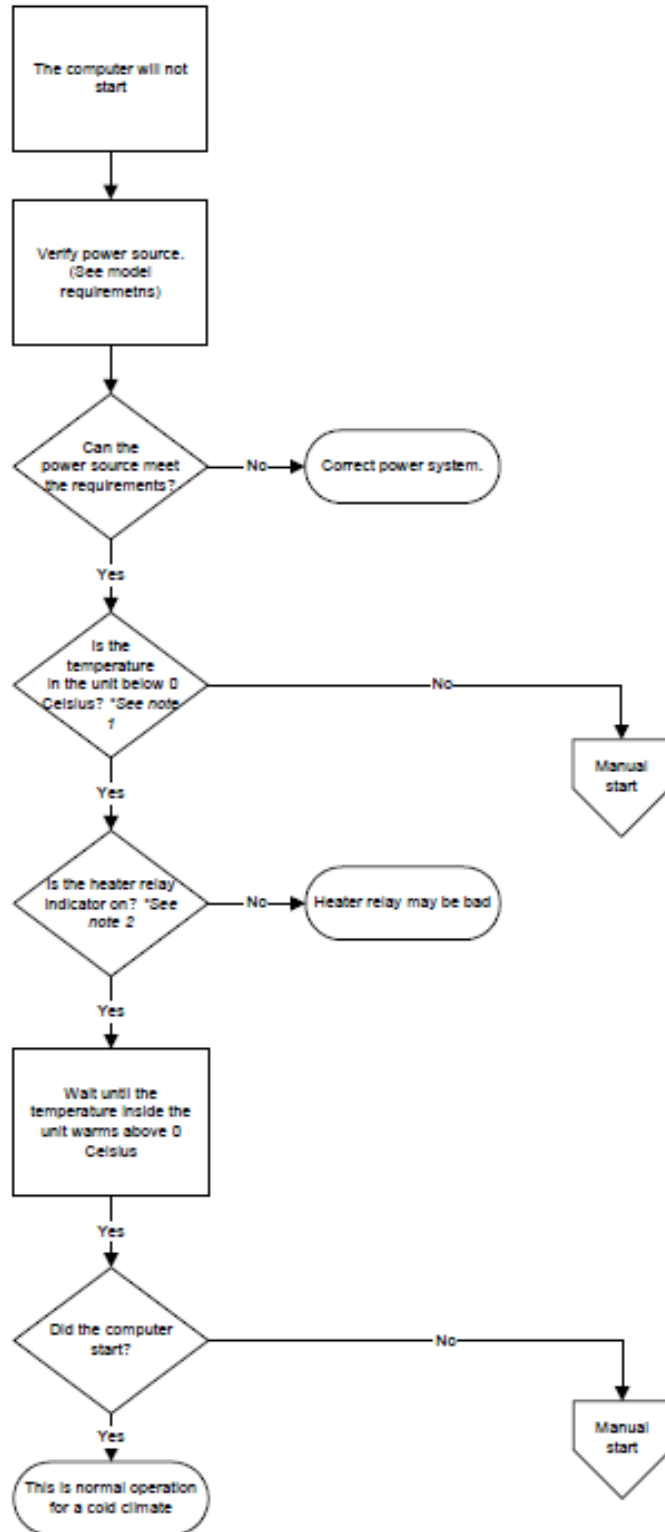 The computer will not
start
Verify power source.
(See model
requiremetns)
Can the
power source meet
the requirements?
No
Correct power system.
Yes
Is the
temperature
in the unit below 0
Celsius? *See note
1
No
Manual
start
Yes
Is the heater relay
indicator on? *See
note 2
No
Heater relay may be bad
Yes
Wait until the
temperature inside the
unit warms above 0
Celsius
Yes
Did the computer
start?
No
Manual
start
Yes
This is normal operation
for a cold climate